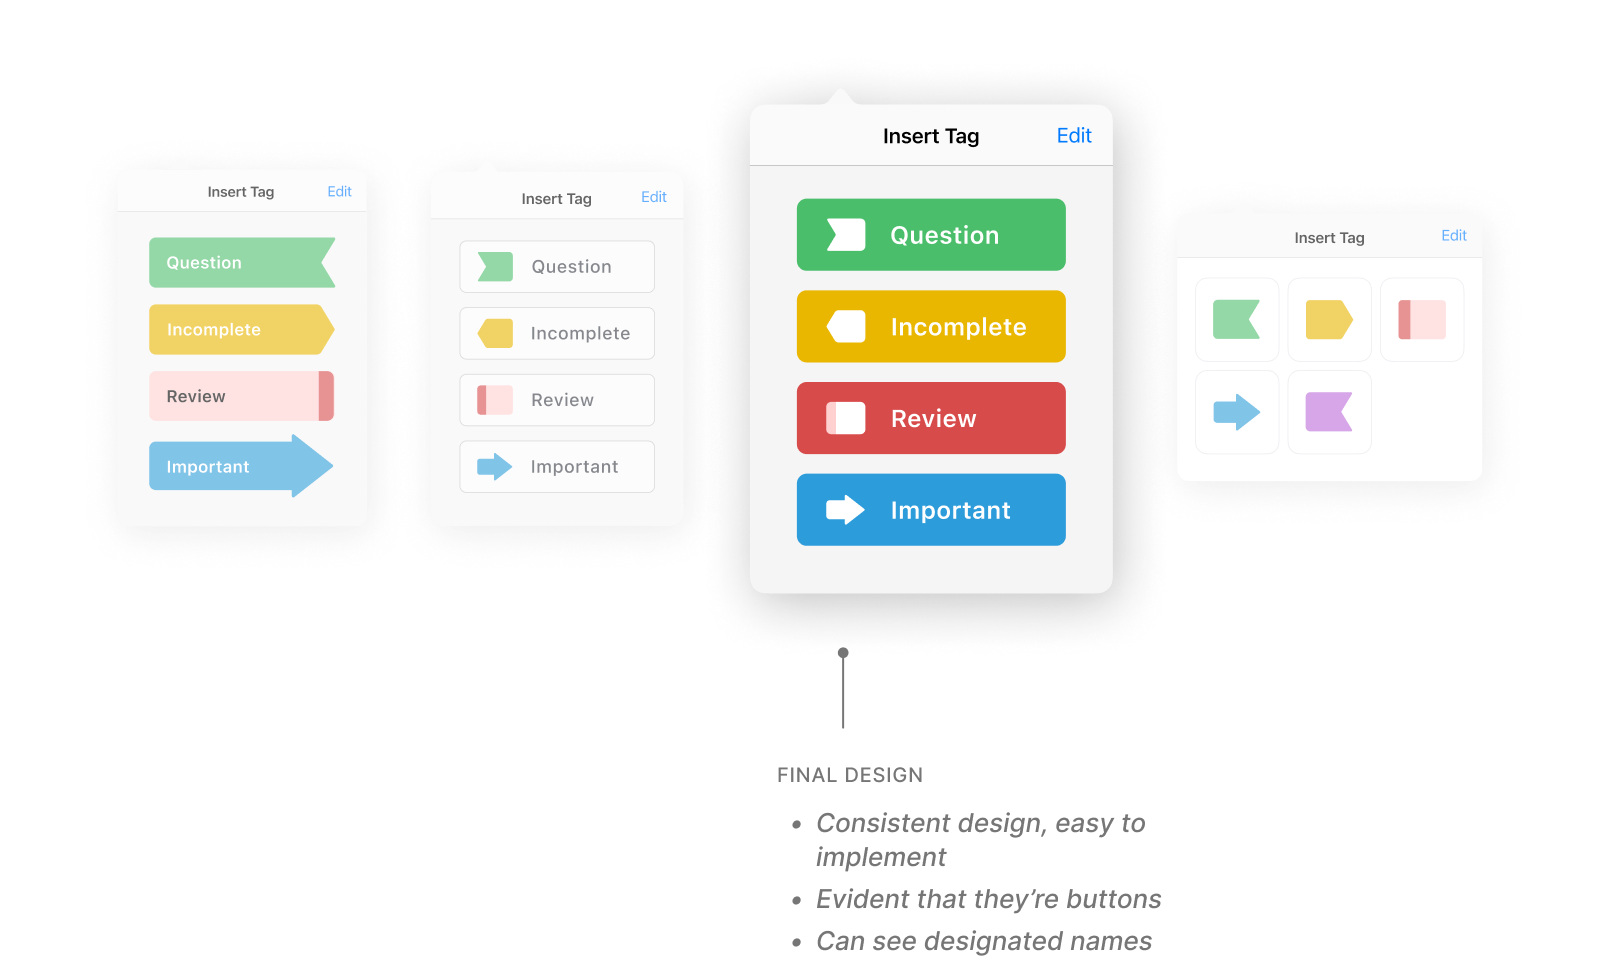 Insert Tag Edit
Question
Incomplete
Review
Important
Insert Tag Edit
Question
Incomplete
Review
Important
Insert Tag Edit
Question
Incomplete
Review
Important
Insert Tag Edit
FINAL DESIGN
• Consistent design, easy to
implement
• Evident that they’re buttons
• Can see designated names